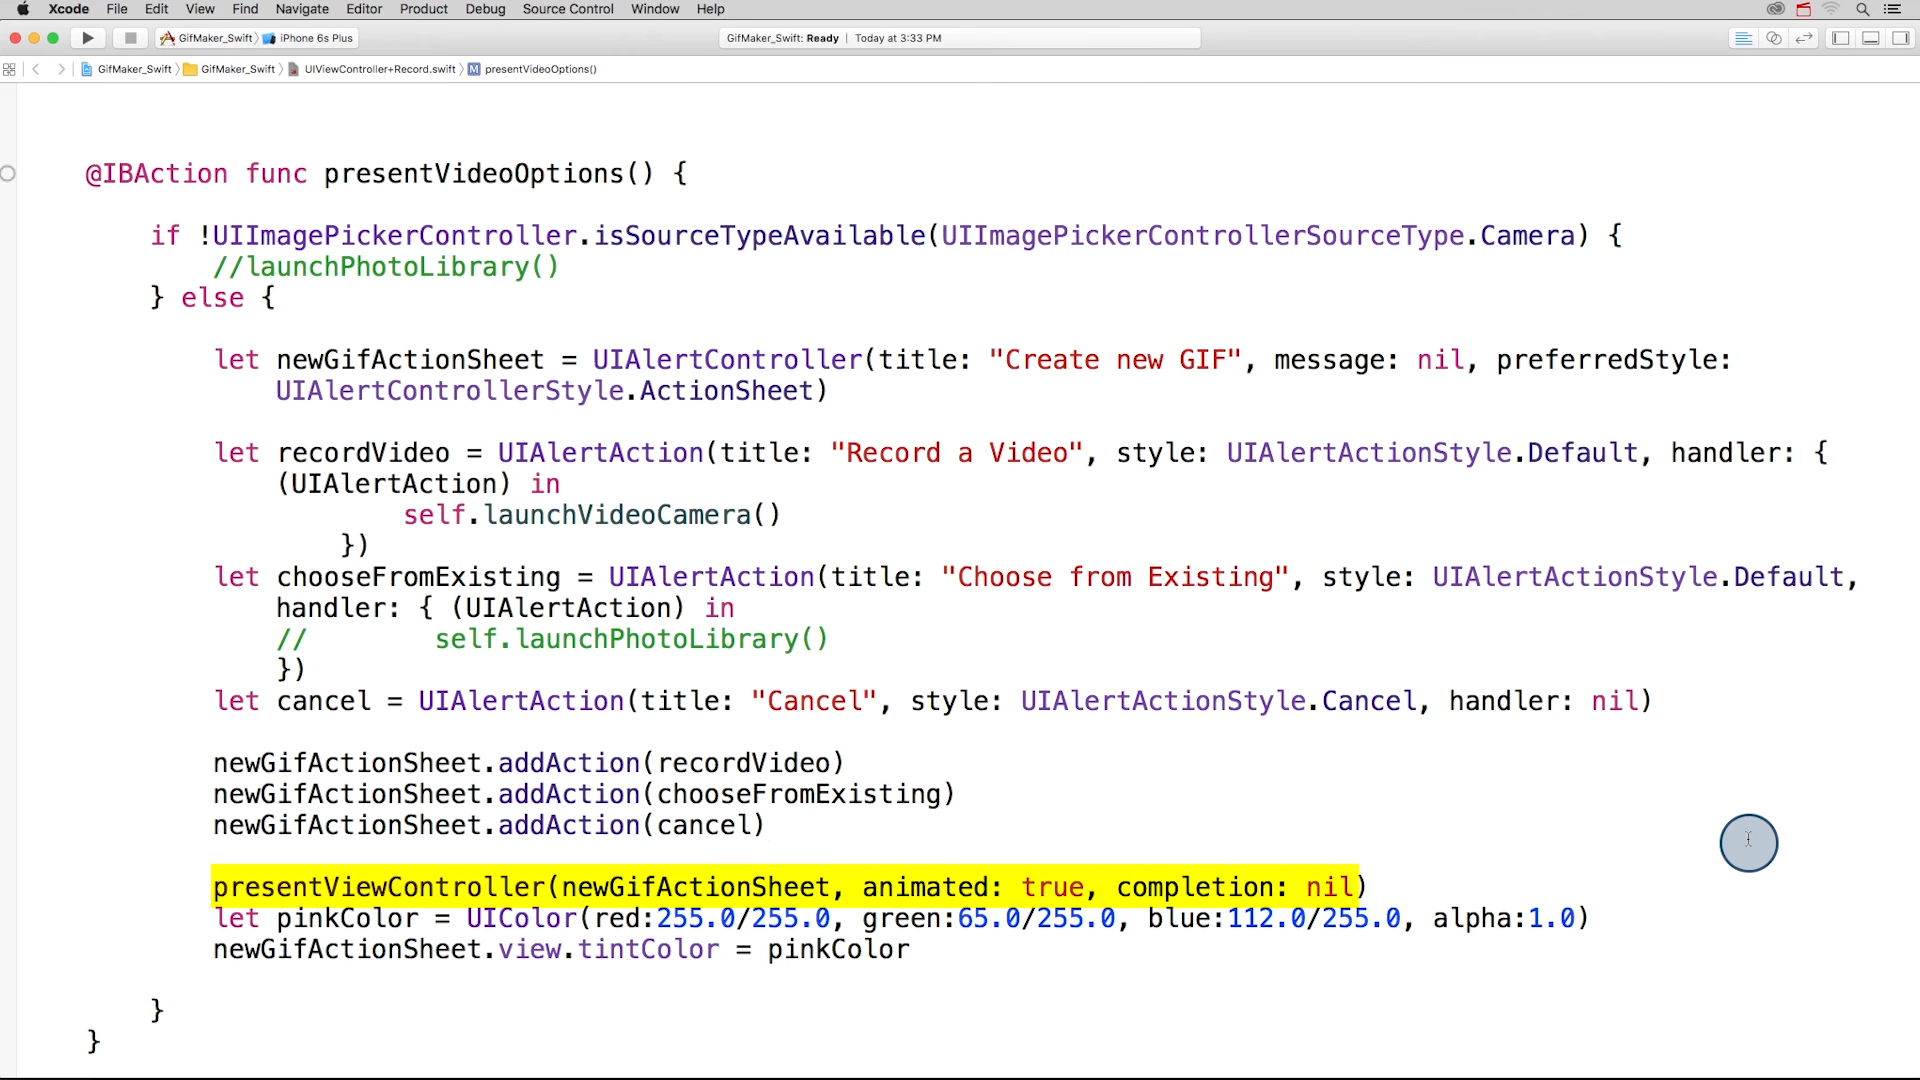 Xcode File Edit View Find Navigate Editor Product Debug Source Control Window Help
GifMaker_Swift iPhone 6s Plus GifMaker_Swift: Ready | Today at 3:33 PM
GifMaker_Swift GifMaker_Swift UIViewController+Record.swift M presentVideoOptions()
@IBAction func presentVideoOptions() {
if !UIImagePickerController.isSourceTypeAvailable(UIImagePickerControllerSourceType.Camera) {
//launchPhotoLibrary()
} else {
let newGifActionSheet = UIAlertController(title: "Create new GIF", message: nil, preferredStyle:
UIAlertControllerStyle.ActionSheet)
let recordVideo = UIAlertAction(title: "Record a Video", style: UIAlertActionStyle.Default, handler: {
(UIAlertAction) in
self.launchVideoCamera()
})
let chooseFromExisting = UIAlertAction(title: "Choose from Existing", style: UIAlertActionStyle.Default,
handler: { (UIAlertAction) in
// self.launchPhotoLibrary()
})
let cancel = UIAlertAction(title: "Cancel", style: UIAlertActionStyle.Cancel, handler: nil)
newGifActionSheet.addAction(recordVideo)
newGifActionSheet.addAction(chooseFromExisting)
newGifActionSheet.addAction(cancel)
presentViewController(newGifActionSheet, animated: true, completion: nil)
let pinkColor = UIColor(red:255.0/255.0, green:65.0/255.0, blue:112.0/255.0, alpha:1.0)
newGifActionSheet.view.tintColor = pinkColor
}
}